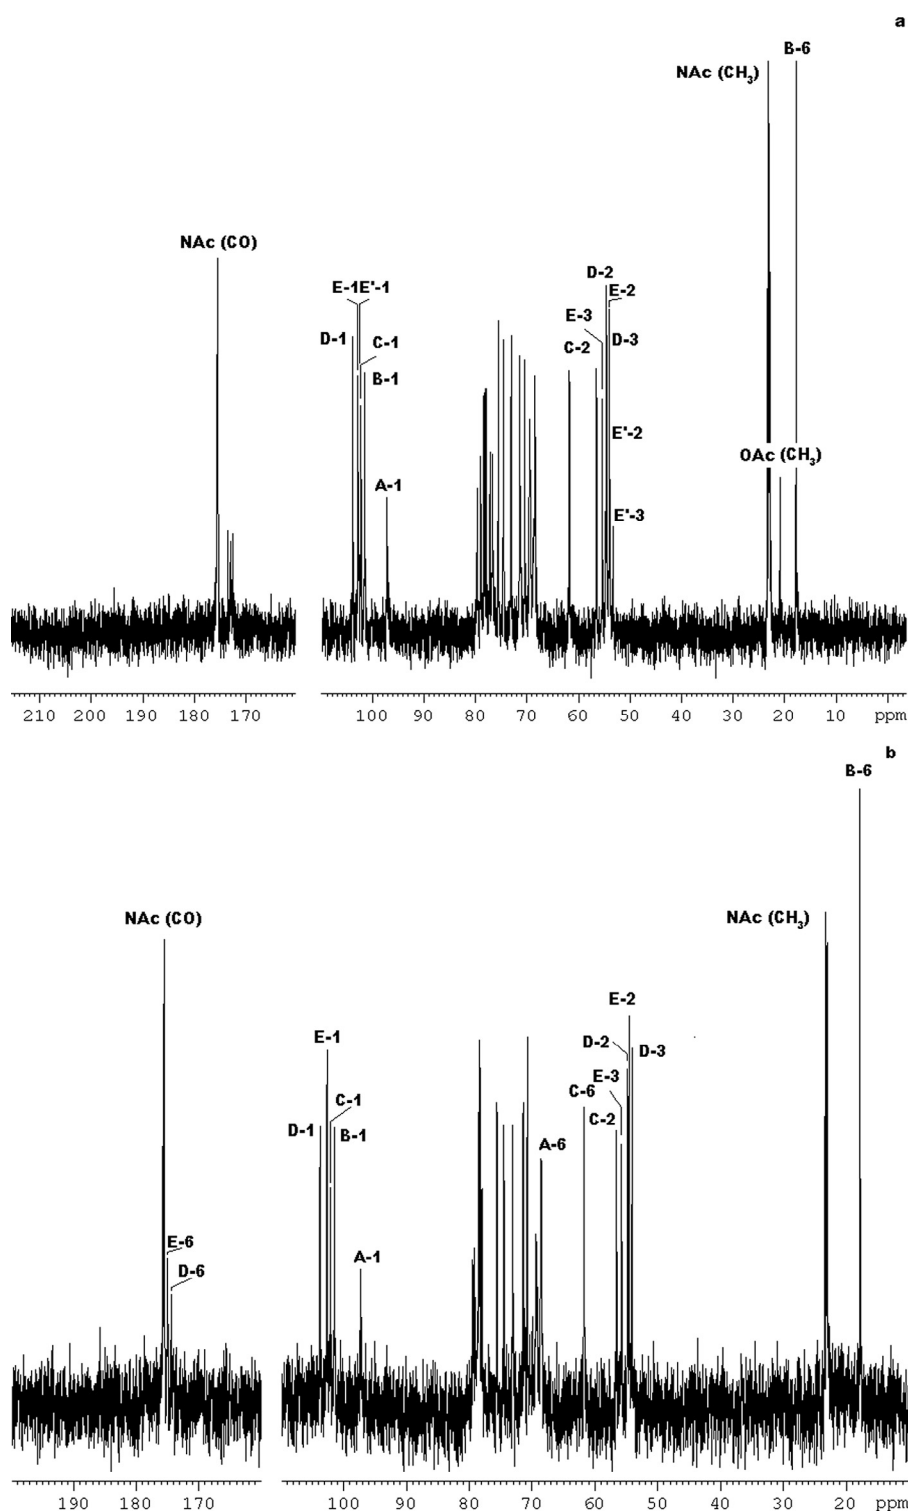 a
B-6
NAc (CH3)
NAc (CO)
D-2
E-1E'-1
E-2
E-3
D-1
D-3
C-1
C-2
B-1
E'-2
OAc (CH3)
A-1
E'-3
210 200 190 180 170 100 90 80 70 60 50 40 30 20 10 ppm
b
B-6
NAc (CO)
NAc (CH3)
E-2
E-1
D-2
D-3
E-3
C-6
C-1
C-2
D-1
B-1
A-6
E-6
A-1
D-6
190 180 170 100 90 80 70 60 50 40 30 20 ppm